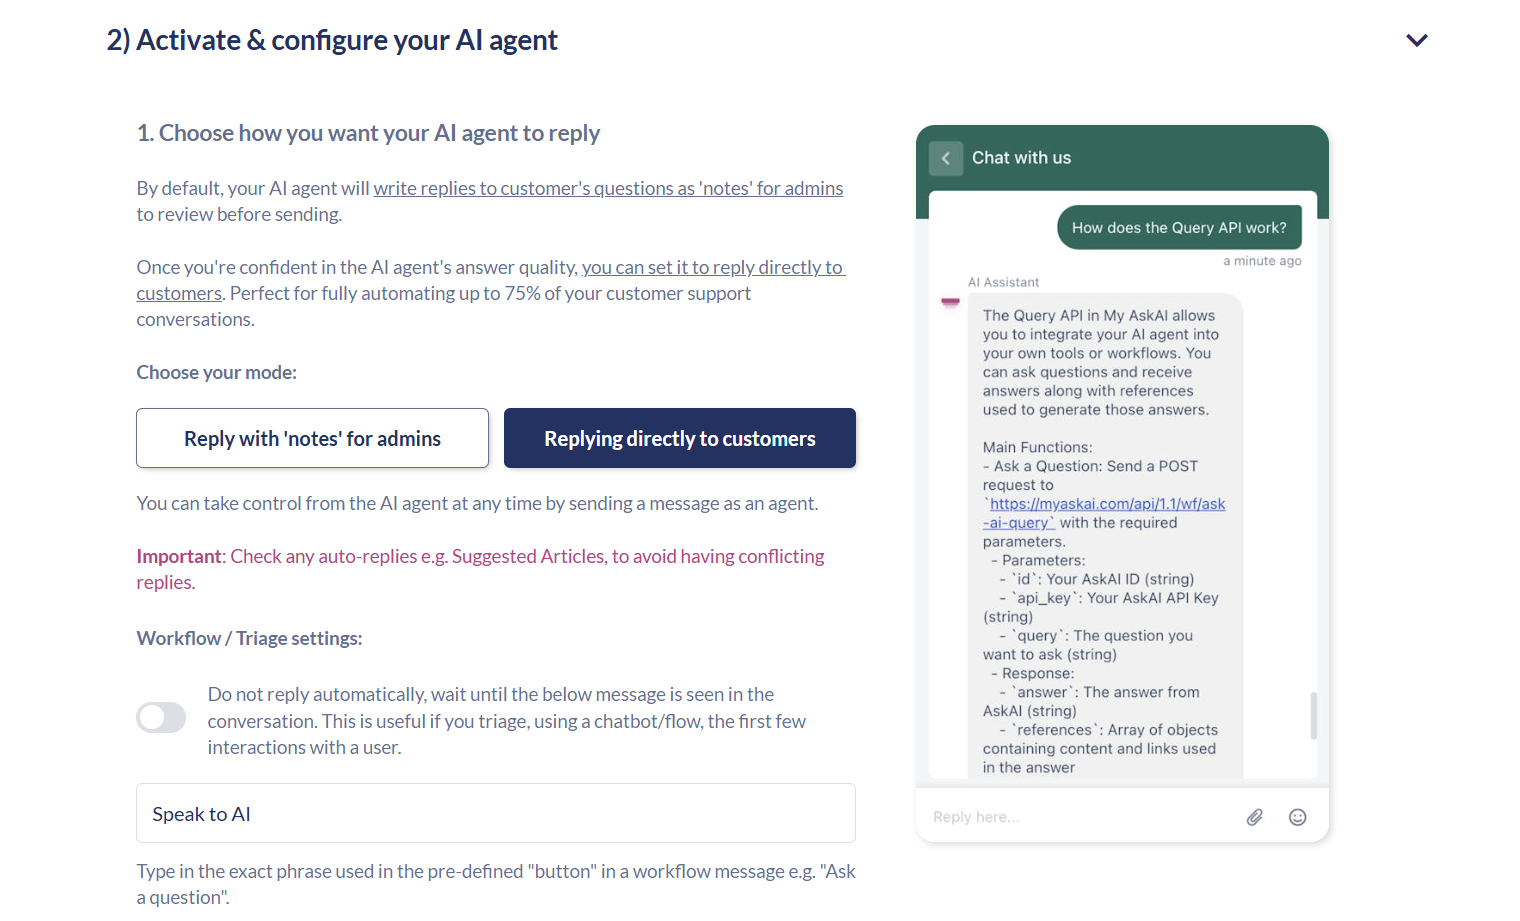 2) Activate & configure your AI agent
1. Choose how you want your AI agent to reply
By default, your AI agent will write replies to customer's questions as 'notes' for admins
to review before sending.
Once you're confident in the AI agent's answer quality, you can set it to reply directly to
customers. Perfect for fully automating up to 75% of your customer support
conversations.
Choose your mode:
Reply with 'notes' for admins
Replying directly to customers
You can take control from the AI agent at any time by sending a message as an agent.
Important: Check any auto-replies e.g. Suggested Articles, to avoid having conflicting
replies.
Workflow / Triage settings:
Do not reply automatically, wait until the below message is seen in the
conversation. This is useful if you triage, using a chatbot/flow, the first few
interactions with a user.
Speak to AI
Type in the exact phrase used in the pre-defined "button" in a workflow message e.g. "Ask
a question".
Chat with us
How does the Query API work?
a minute ago
AI Assistant
The Query API in My AskAI allows
you to integrate your AI agent into
your own tools or workflows. You
can ask questions and receive
answers along with references
used to generate those answers.
Main Functions:
- Ask a Question: Send a POST
request to
`https://myaskai.com/api/1.1/wf/ask
-ai-query` with the required
parameters.
- Parameters:
- `id`: Your AskAI ID (string)
- `api_key`: Your AskAI API Key
(string)
- `query`: The question you
want to ask (string)
- Response:
- `answer`: The answer from
AskAI (string)
- `references`: Array of objects
containing content and links used
in the answer
Reply here...